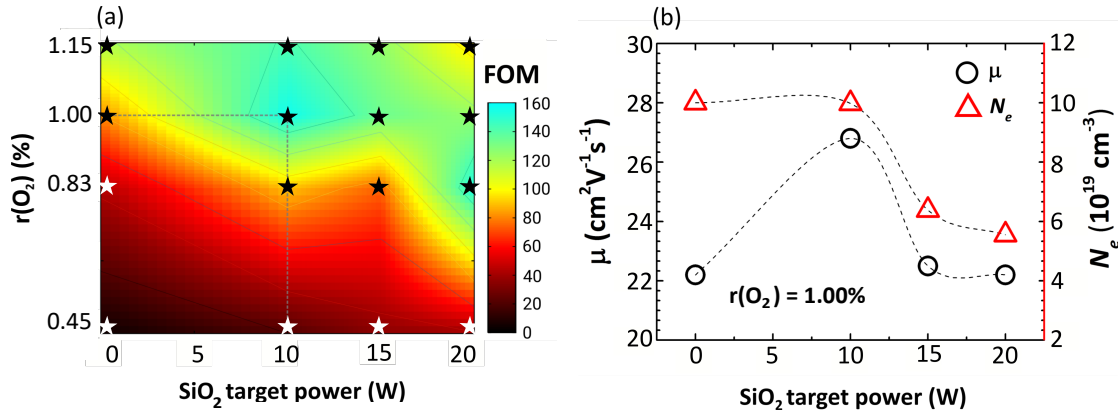 (a)
1.15
1.00
0.83
0.45
r(O₂) (%)
0 5 10 15 20
SiO₂ target power (W)
FOM
160
140
120
100
80
60
40
20
0
(b)
30
28
26
24
22
20
μ (cm²V⁻¹s⁻¹)
μ
Nₑ
r(O₂) = 1.00%
12
10
8
6
4
2
Nₑ (10¹⁹ cm⁻³)
0 5 10 15 20
SiO₂ target power (W)